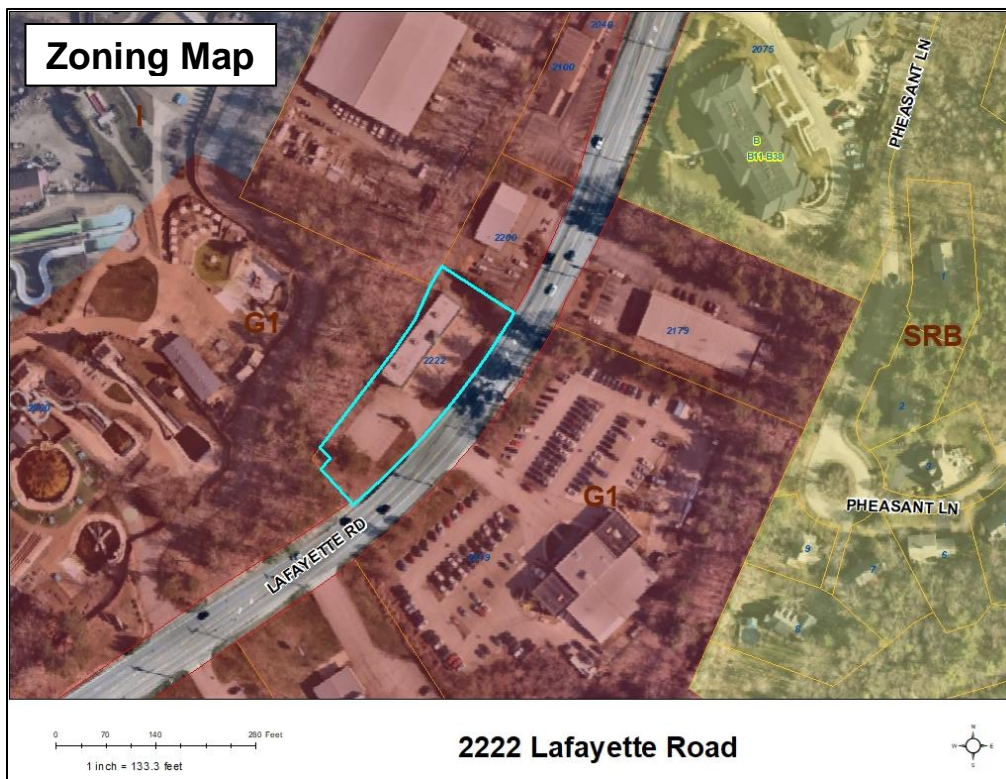 Zoning Map
2040
2100
2075
PHEASANT LN
I
B
B11-B38
2200
1
G1
2179
SRB
2222
2
PHEASANT LN
G1
9
7
6
LAFAYETTE RD
0 70 140 280 Feet
1 inch = 133.3 feet
2222 Lafayette Road
N
W
E
S